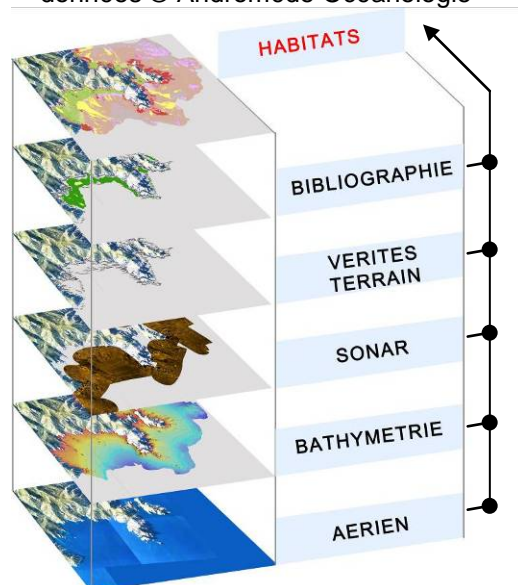 données © Andromède Océanologie
HABITATS
BIBLIOGRAPHIE
VERITES
TERRAIN
SONAR
BATHYMETRIE
AERIEN